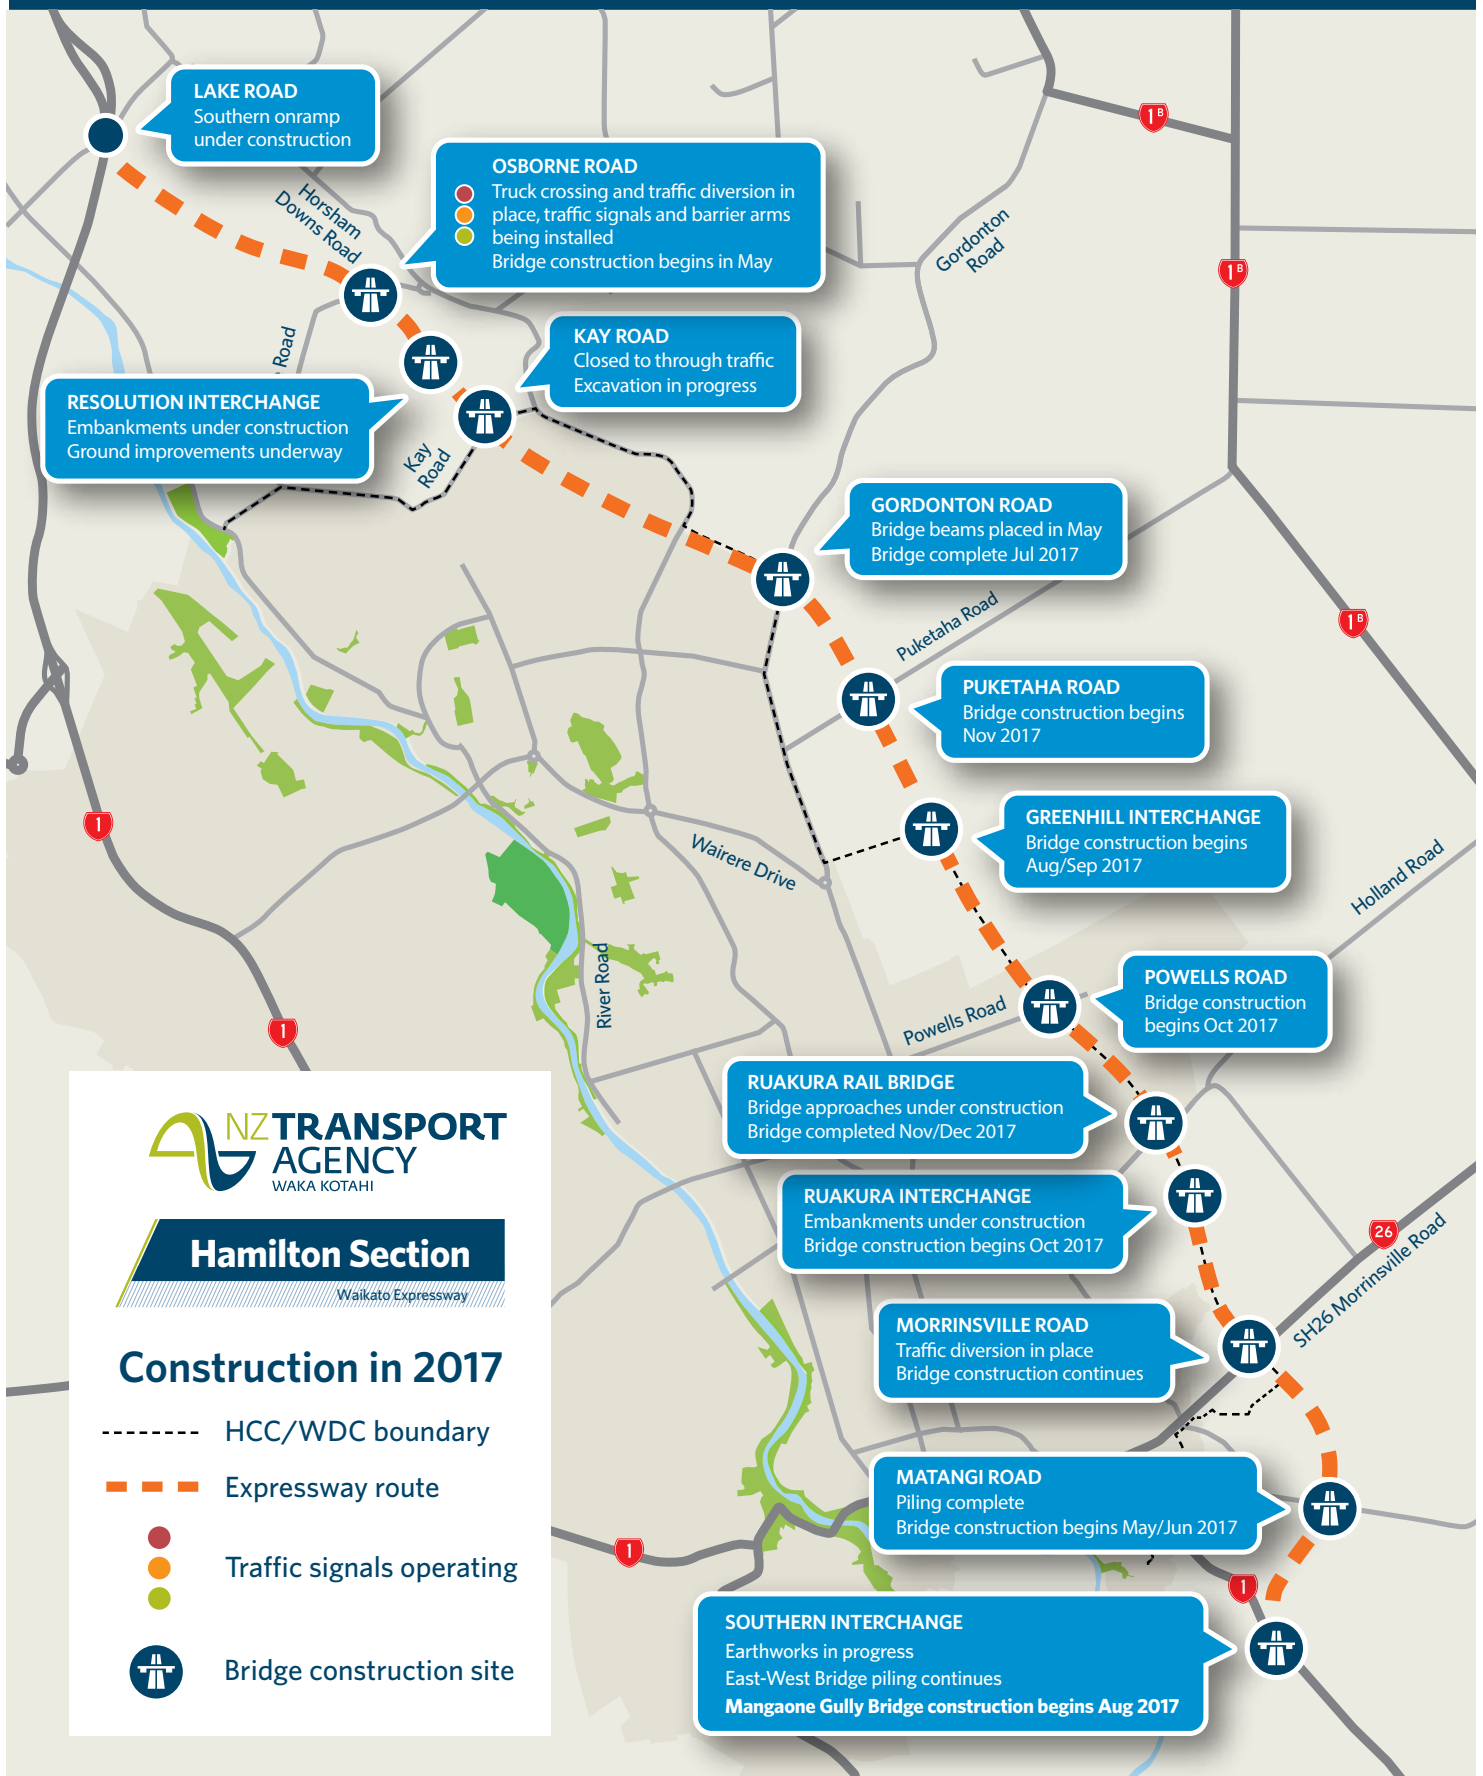 LAKE ROAD
Southern onramp
under construction
OSBORNE ROAD
Truck crossing and traffic diversion in
place, traffic signals and barrier arms
being installed
Bridge construction begins in May
Horsham
Downs Road
Gordonton
Road
1B
1B
KAY ROAD
Closed to through traffic
Excavation in progress
Road
RESOLUTION INTERCHANGE
Embankments under construction
Ground improvements underway
Kay
Road
GORDONTON ROAD
Bridge beams placed in May
Bridge complete Jul 2017
Puketaha Road
1B
PUKETAHA ROAD
Bridge construction begins
Nov 2017
1
GREENHILL INTERCHANGE
Bridge construction begins
Aug/Sep 2017
Wairere Drive
Holland Road
River Road
POWELLS ROAD
Bridge construction
begins Oct 2017
Powells Road
1
RUAKURA RAIL BRIDGE
Bridge approaches under construction
Bridge completed Nov/Dec 2017
RUAKURA INTERCHANGE
Embankments under construction
Bridge construction begins Oct 2017
26
SH26 Morrinsville Road
MORRINSVILLE ROAD
Traffic diversion in place
Bridge construction continues
MATANGI ROAD
Piling complete
Bridge construction begins May/Jun 2017
1
1
SOUTHERN INTERCHANGE
Earthworks in progress
East-West Bridge piling continues
Mangaone Gully Bridge construction begins Aug 2017
NZ TRANSPORT
AGENCY
WAKA KOTAHI
Hamilton Section
Waikato Expressway
Construction in 2017
HCC/WDC boundary
Expressway route
Traffic signals operating
Bridge construction site